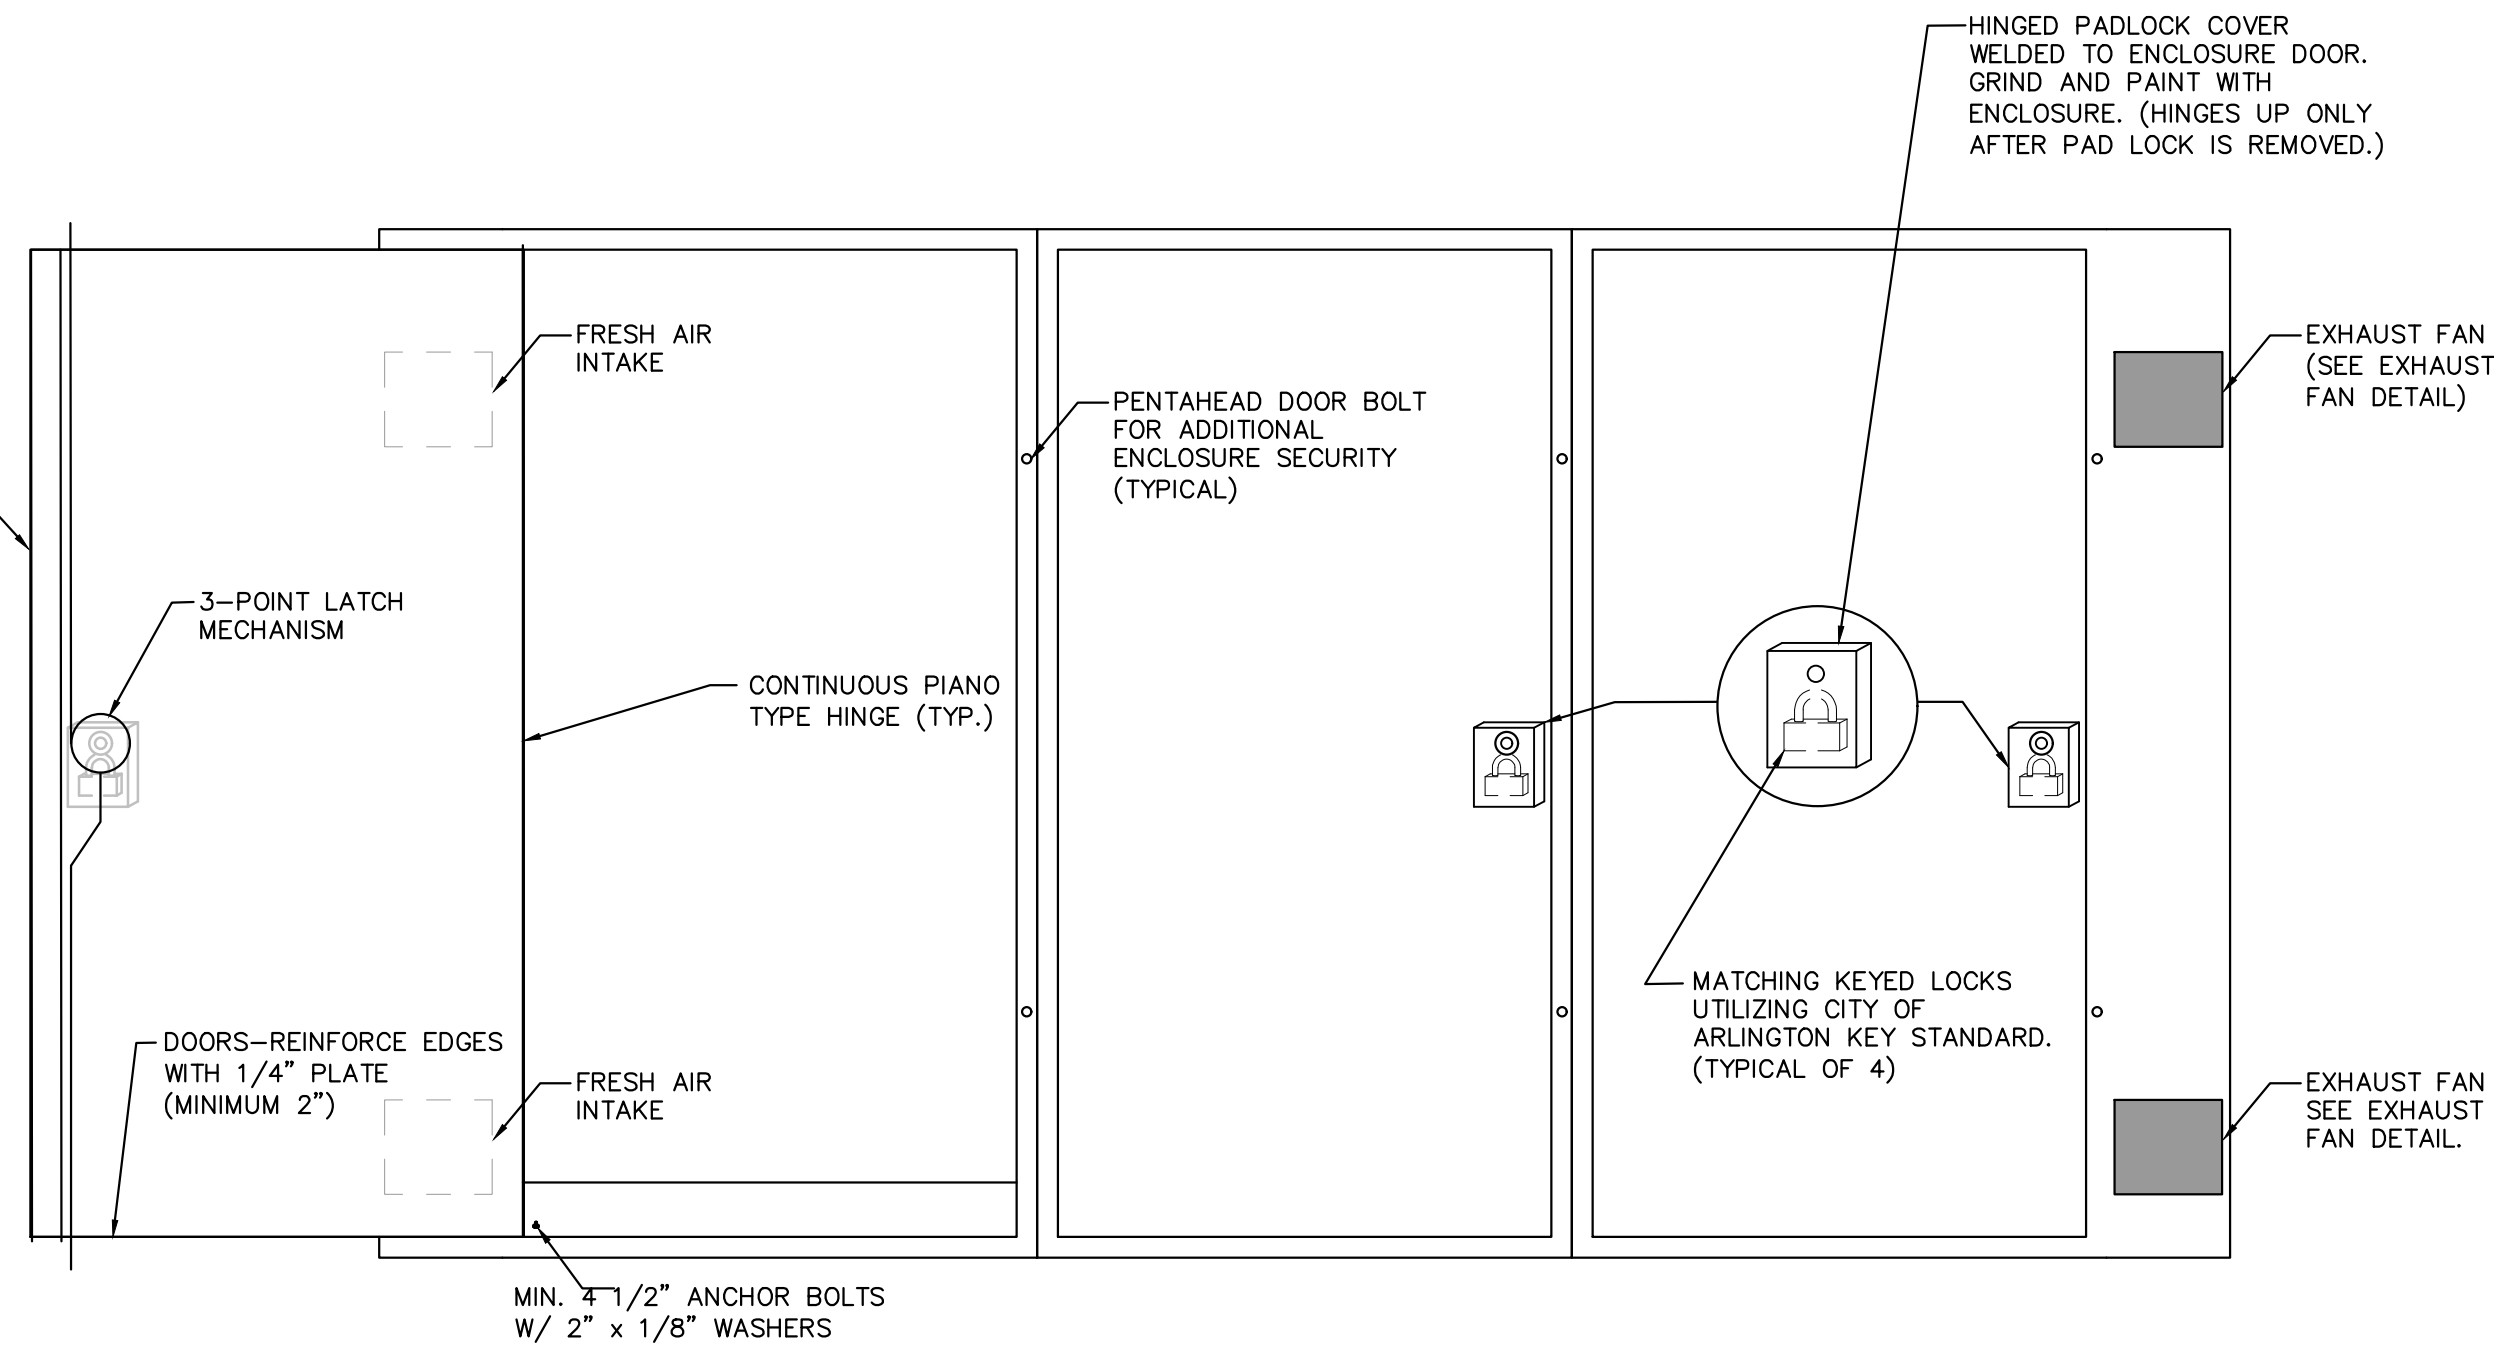 HINGED PADLOCK COVER
WELDED TO ENCLOSURE DOOR.
GRIND AND PAINT WITH
ENCLOSURE. (HINGES UP ONLY
AFTER PAD LOCK IS REMOVED.)
FRESH AIR
INTAKE
EXHAUST FAN
(SEE EXHAUST
FAN DETAIL)
PENTAHEAD DOOR BOLT
FOR ADDITIONAL
ENCLOSURE SECURITY
(TYPICAL)
3-POINT LATCH
MECHANISM
CONTINUOUS PIANO
TYPE HINGE (TYP.)
MATCHING KEYED LOCKS
UTILIZING CITY OF
ARLINGTON KEY STANDARD.
(TYPICAL OF 4)
DOORS-REINFORCE EDGES
WITH 1/4" PLATE
(MINIMUM 2")
FRESH AIR
INTAKE
EXHAUST FAN
SEE EXHAUST
FAN DETAIL.
MIN. 4 1/2" ANCHOR BOLTS
W/ 2" x 1/8" WASHERS